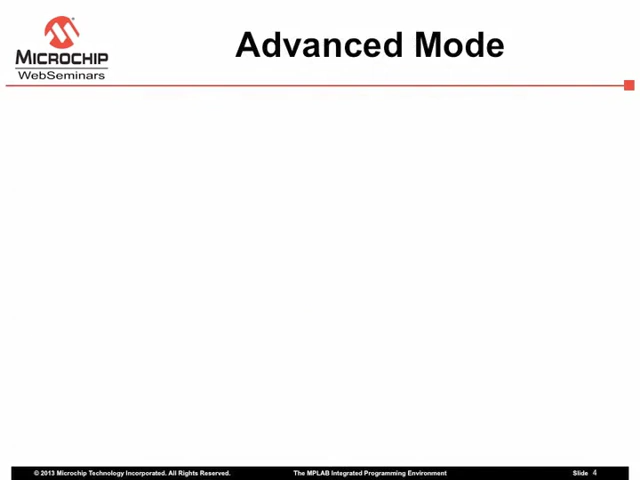 MICROCHIP
WebSeminars
Advanced Mode
© 2013 Microchip Technology Incorporated. All Rights Reserved.
The MPLAB Integrated Programming Environment
Slide 4